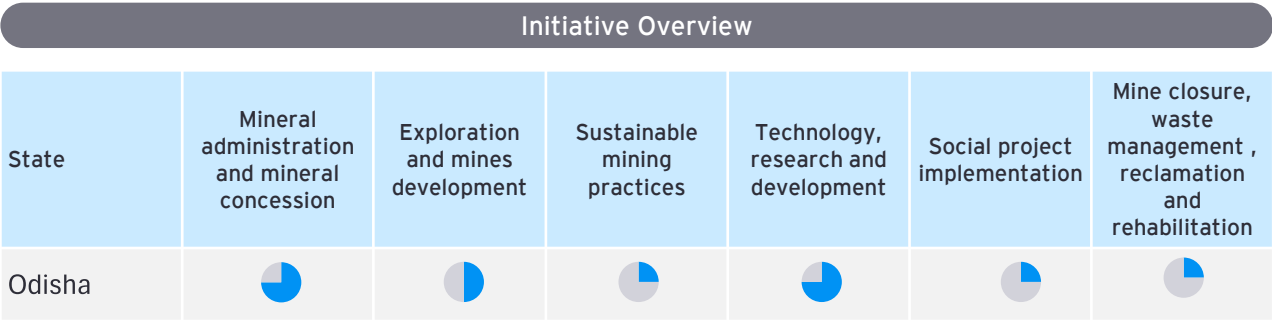 Initiative Overview
State
Mineral
administration
and mineral
concession
Exploration
and mines
development
Sustainable
mining
practices
Technology,
research and
development
Social project
implementation
Mine closure,
waste
management ,
reclamation
and
rehabilitation
Odisha